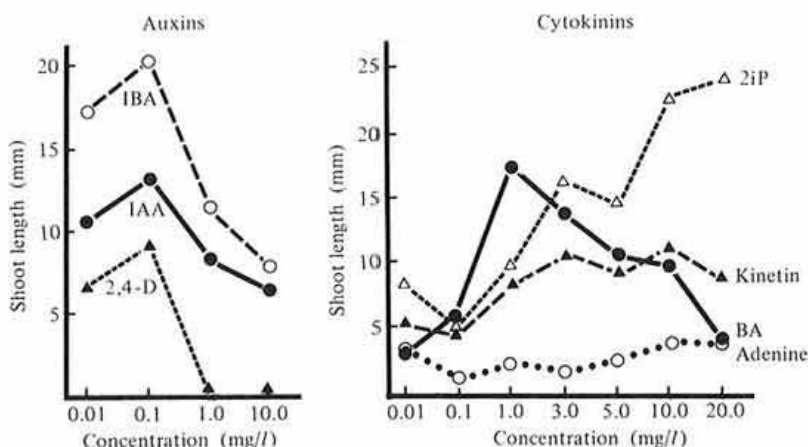 Auxins
20
15
10
5
Shoot length (mm)
IBA
IAA
2,4-D
0.01 0.1 1.0 10.0
Concentration (mg/l)
Cytokinins
25
20
15
10
5
Shoot length (mm)
2iP
Kinetin
BA
Adenine
0.01 0.1 1.0 3.0 5.0 10.0 20.0
Concentration (mg/l)